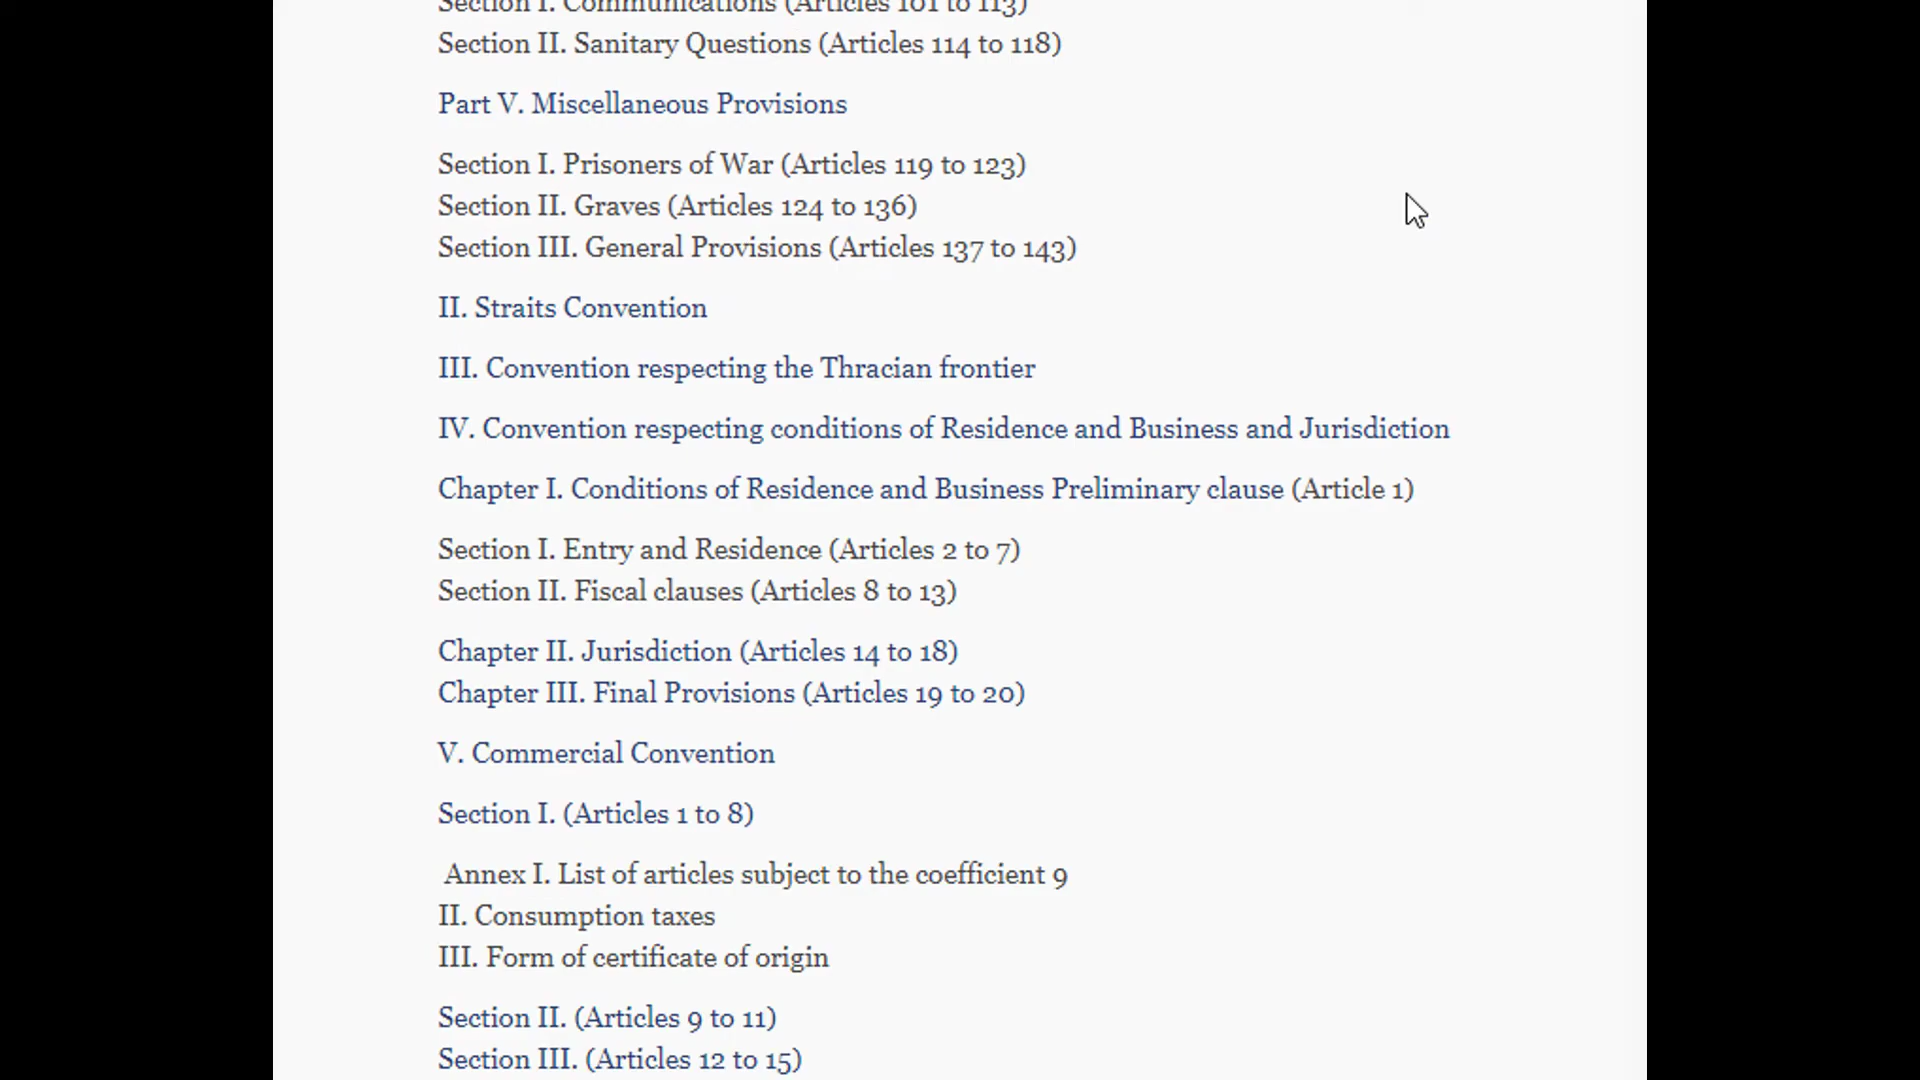 Section I. Communications (Articles 101 to 113)
Section II. Sanitary Questions (Articles 114 to 118)
Part V. Miscellaneous Provisions
Section I. Prisoners of War (Articles 119 to 123)
Section II. Graves (Articles 124 to 136)
Section III. General Provisions (Articles 137 to 143)
II. Straits Convention
III. Convention respecting the Thracian frontier
IV. Convention respecting conditions of Residence and Business and Jurisdiction
Chapter I. Conditions of Residence and Business Preliminary clause (Article 1)
Section I. Entry and Residence (Articles 2 to 7)
Section II. Fiscal clauses (Articles 8 to 13)
Chapter II. Jurisdiction (Articles 14 to 18)
Chapter III. Final Provisions (Articles 19 to 20)
V. Commercial Convention
Section I. (Articles 1 to 8)
Annex I. List of articles subject to the coefficient 9
II. Consumption taxes
III. Form of certificate of origin
Section II. (Articles 9 to 11)
Section III. (Articles 12 to 15)